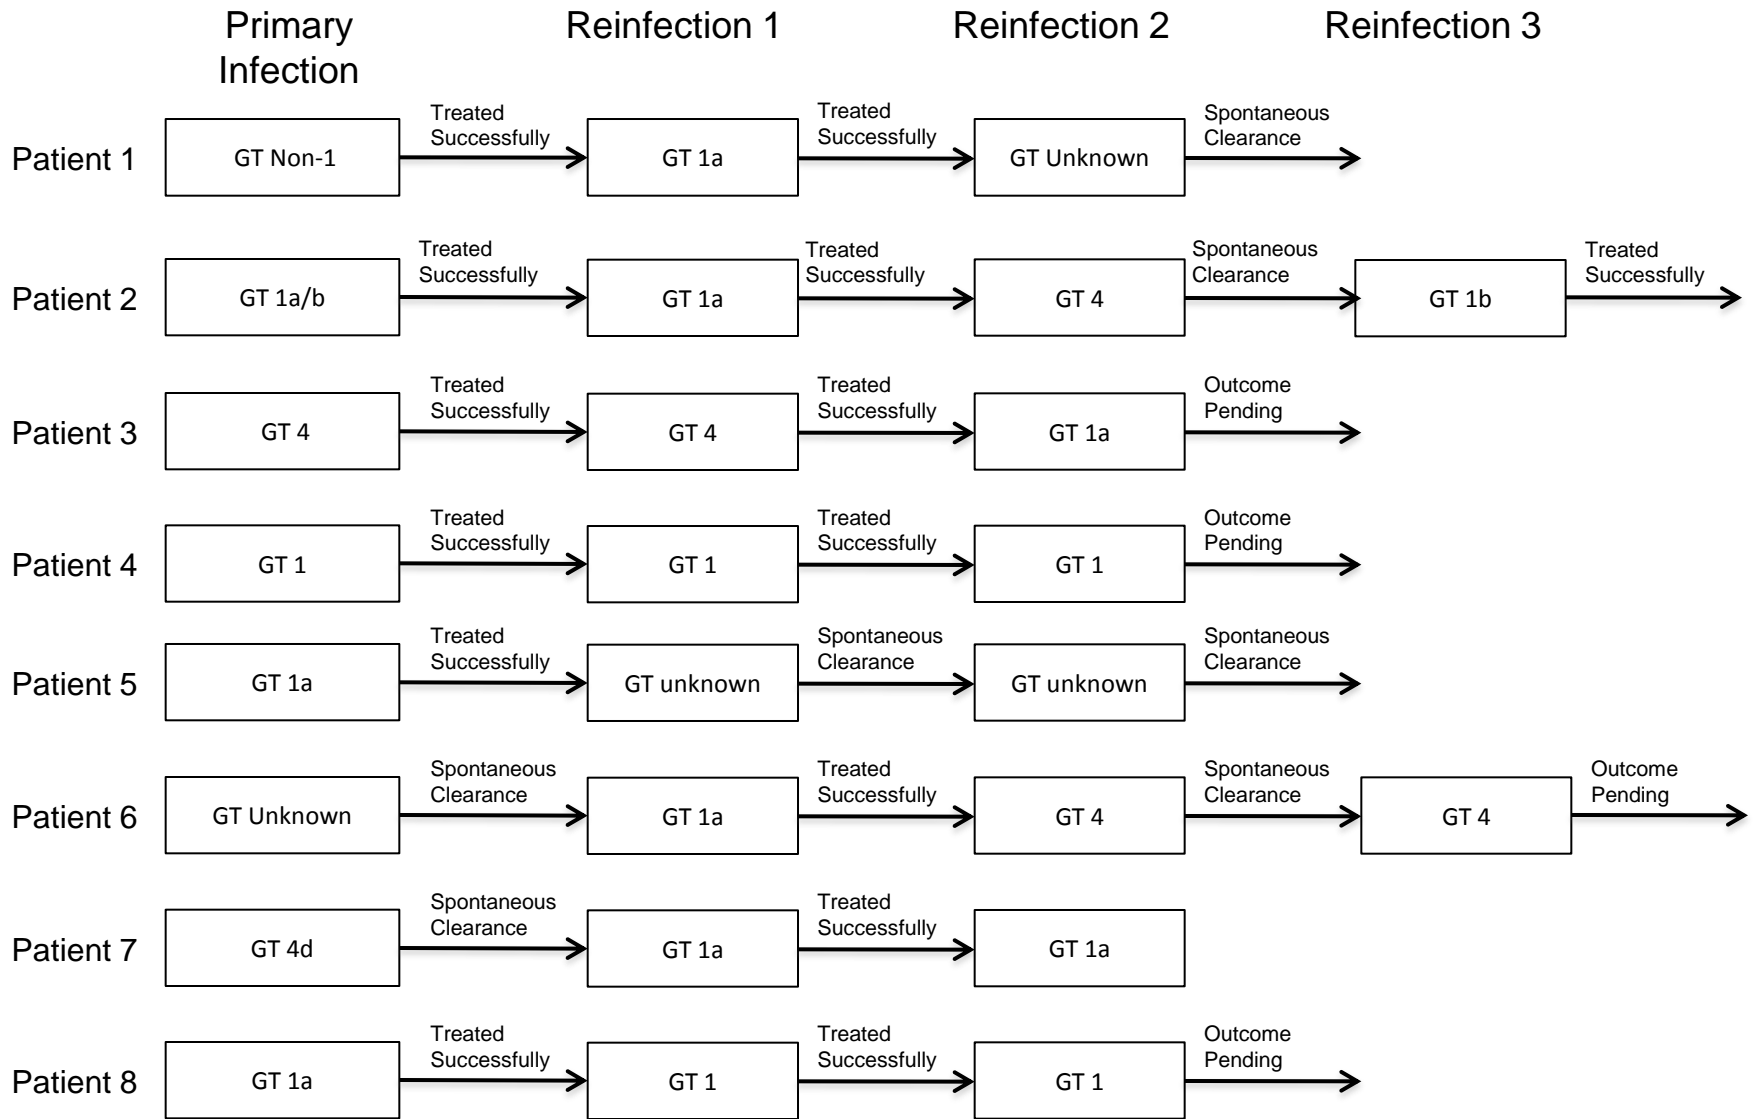 Primary
Infection
Reinfection 1
Reinfection 2
Reinfection 3
Patient 1
GT Non-1
Treated
Successfully
GT 1a
Treated
Successfully
GT Unknown
Spontaneous
Clearance
Patient 2
GT 1a/b
Treated
Successfully
GT 1a
Treated
Successfully
GT 4
Spontaneous
Clearance
GT 1b
Treated
Successfully
Patient 3
GT 4
Treated
Successfully
GT 4
Treated
Successfully
GT 1a
Outcome
Pending
Patient 4
GT 1
Treated
Successfully
GT 1
Treated
Successfully
GT 1
Outcome
Pending
Patient 5
GT 1a
Treated
Successfully
GT unknown
Spontaneous
Clearance
GT unknown
Spontaneous
Clearance
Patient 6
GT Unknown
Spontaneous
Clearance
GT 1a
Treated
Successfully
GT 4
Spontaneous
Clearance
GT 4
Outcome
Pending
Patient 7
GT 4d
Spontaneous
Clearance
GT 1a
Treated
Successfully
GT 1a
Patient 8
GT 1a
Treated
Successfully
GT 1
Treated
Successfully
GT 1
Outcome
Pending